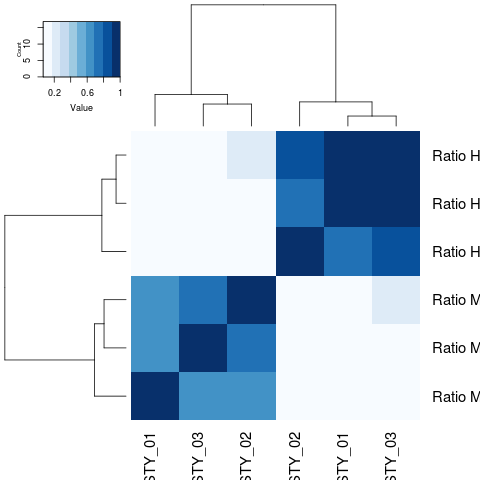 Count
0 5 10
0.2 0.6 1
Value
Ratio H
Ratio H
Ratio H
Ratio M
Ratio M
Ratio M
STY_01 STY_03 STY_02 STY_02 STY_01 STY_03